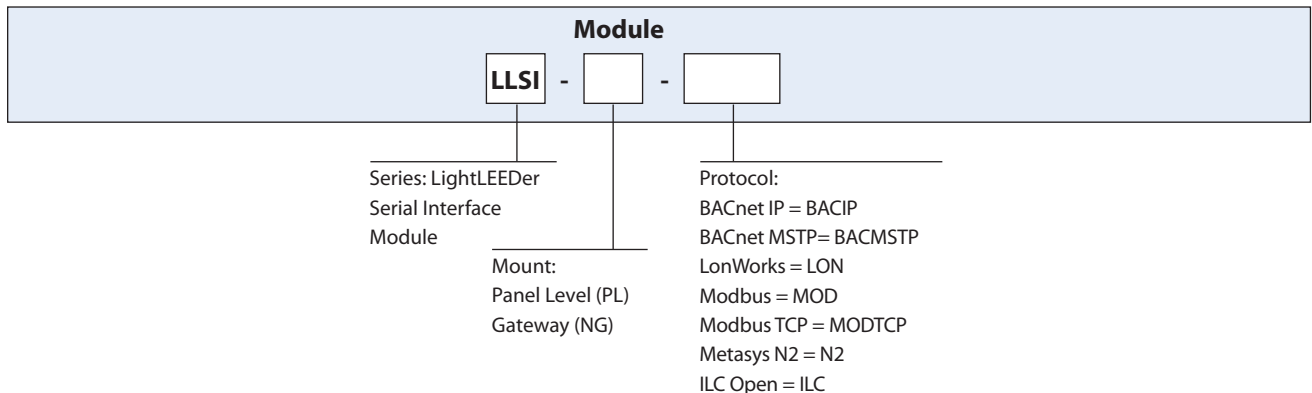 Module
LLSI - -
Series: LightLEEDer
Serial Interface
Module
Mount:
Panel Level (PL)
Gateway (NG)
Protocol:
BACnet IP = BACIP
BACnet MSTP= BACMSTP
LonWorks = LON
Modbus = MOD
Modbus TCP = MODTCP
Metasys N2 = N2
ILC Open = ILC